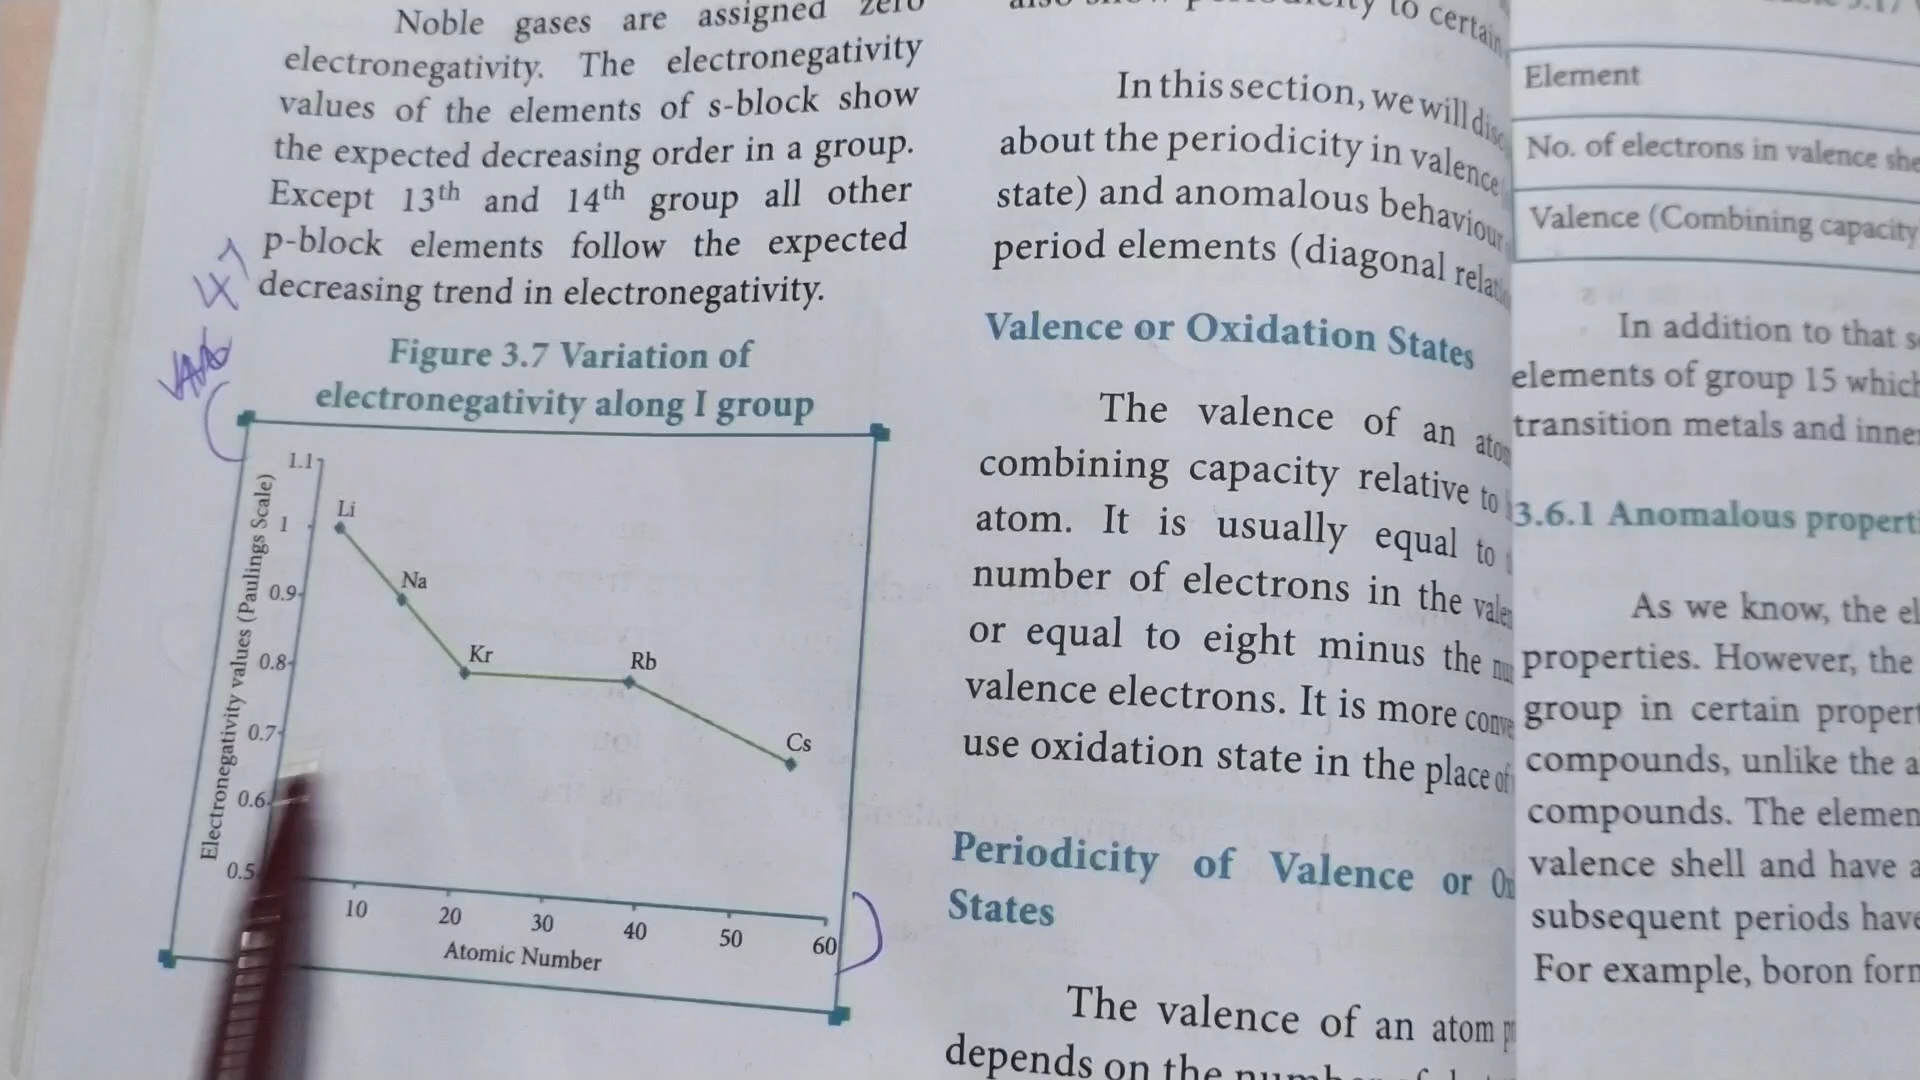 Noble gases are assigned zero
electronegativity. The electronegativity
values of the elements of s-block show
the expected decreasing order in a group.
Except 13th and 14th group all other
p-block elements follow the expected
decreasing trend in electronegativity.
Figure 3.7 Variation of
electronegativity along I group
Electronegativity values (Paulings Scale)
1.1
1
0.9
0.8
0.7
0.6
0.5
Li
Na
Kr
Rb
Cs
10 20 30 40 50 60
Atomic Number
to certain
In this section, we will
about the periodicity in valence
state) and anomalous behaviour
period elements (diagonal
Valence or Oxidation States
The valence of an
combining capacity relative to
atom. It is usually equal to
number of electrons in the
or equal to eight minus the
valence electrons. It is more
use oxidation state in the place of
Periodicity of Valence or
States
The valence of an atom
depends on the
Element
No. of electrons in valence
Valence (Combining capacity
In addition to that
elements of group 15 which
transition metals and
3.6.1 Anomalous
As we know, the
properties. However, the
group in certain
compounds, unlike the
compounds. The
valence shell and have
subsequent periods have
For example, boron